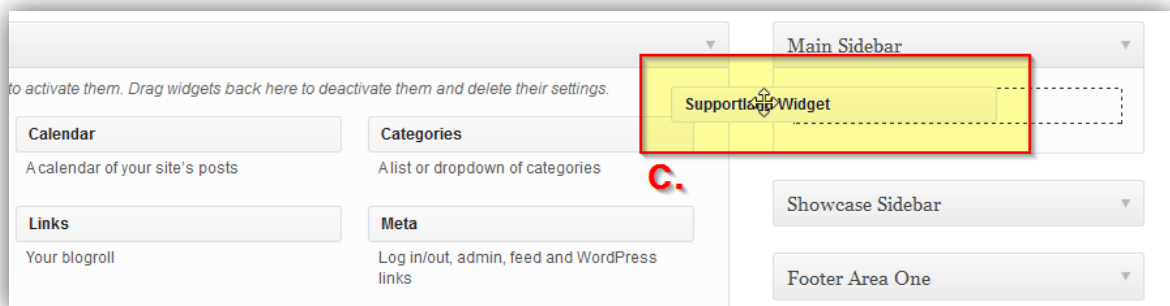 Main Sidebar
to activate them. Drag widgets back here to deactivate them and delete their settings.
Supportland Widget
Calendar
Categories
A calendar of your site's posts
A list or dropdown of categories
C.
Links
Meta
Showcase Sidebar
Your blogroll
Log in/out, admin, feed and WordPress
links
Footer Area One